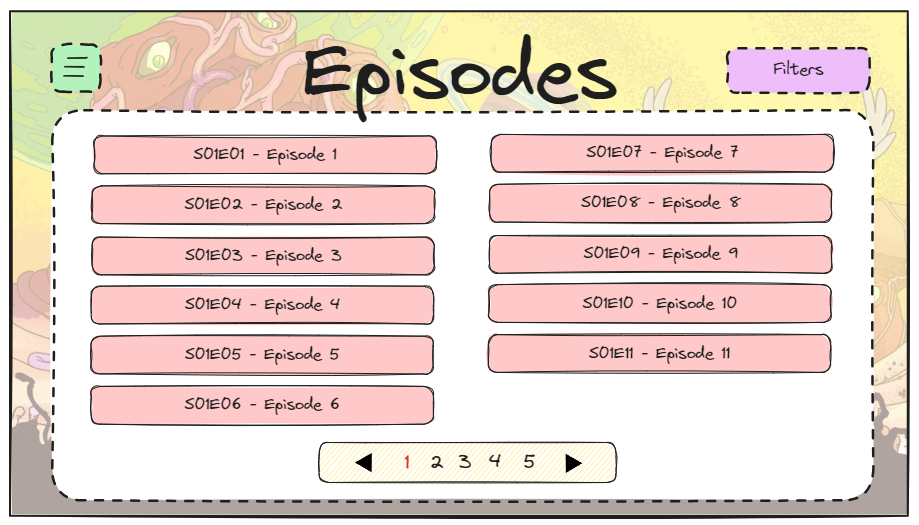 Episodes
Filters
S01E01 - Episode 1
S01E02 - Episode 2
S01E03 - Episode 3
S01E04 - Episode 4
S01E05 - Episode 5
S01E06 - Episode 6
S01E07 - Episode 7
S01E08 - Episode 8
S01E09 - Episode 9
S01E10 - Episode 10
S01E11 - Episode 11
1 2 3 4 5